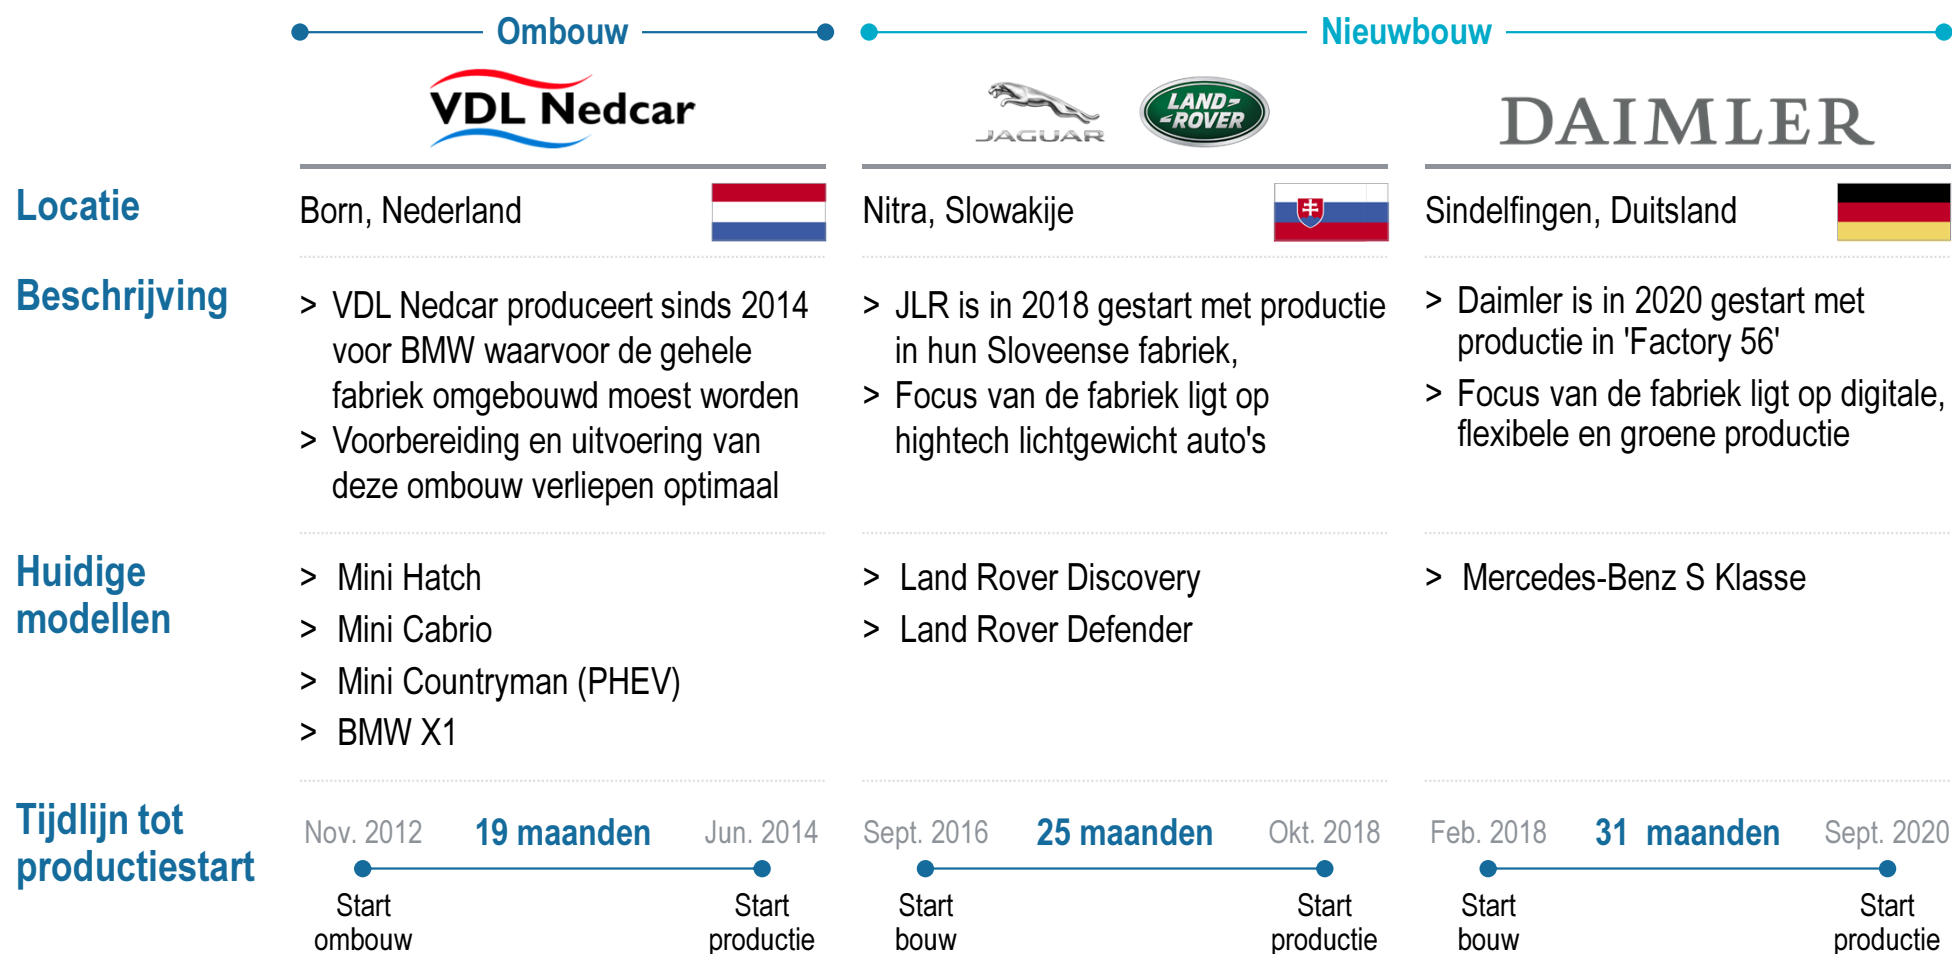 Ombouw
Nieuwbouw
VDL Nedcar
JAGUAR
LAND-
-ROVER
DAIMLER
Locatie
Born, Nederland
Nitra, Slowakije
Sindelfingen, Duitsland
Beschrijving
> VDL Nedcar produceert sinds 2014
voor BMW waarvoor de gehele
fabriek omgebouwd moest worden
> Voorbereiding en uitvoering van
deze ombouw verliepen optimaal
> JLR is in 2018 gestart met productie
in hun Sloveense fabriek,
> Focus van de fabriek ligt op
hightech lichtgewicht auto's
> Daimler is in 2020 gestart met
productie in 'Factory 56'
> Focus van de fabriek ligt op digitale,
flexibele en groene productie
Huidige
modellen
> Mini Hatch
> Mini Cabrio
> Mini Countryman (PHEV)
> BMW X1
> Land Rover Discovery
> Land Rover Defender
> Mercedes-Benz S Klasse
Tijdlijn tot
productiestart
Nov. 2012 19 maanden Jun. 2014
Start
ombouw
Start
productie
Sept. 2016 25 maanden Okt. 2018
Start
bouw
Start
productie
Feb. 2018 31 maanden Sept. 2020
Start
bouw
Start
productie